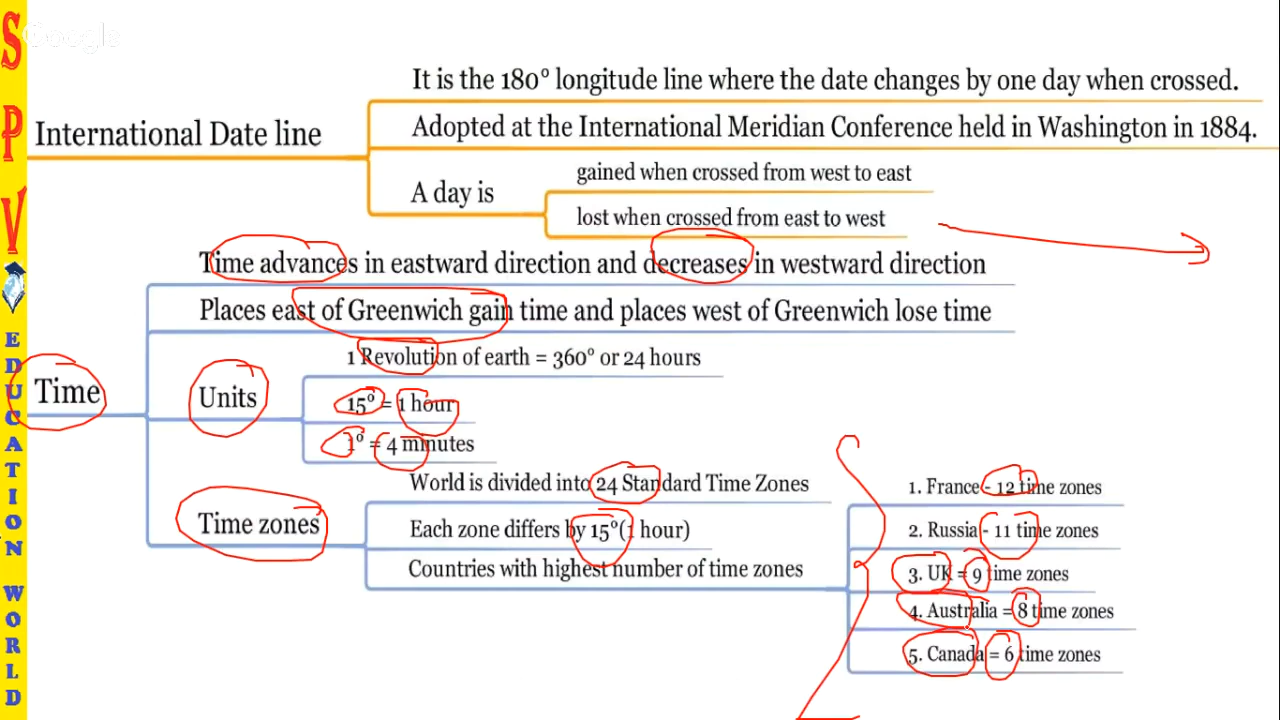 Google
S P V EDUCATION WORLD
It is the 180° longitude line where the date changes by one day when crossed.
International Date line
Adopted at the International Meridian Conference held in Washington in 1884.
A day is
gained when crossed from west to east
lost when crossed from east to west
Time advances in eastward direction and decreases in westward direction
Places east of Greenwich gain time and places west of Greenwich lose time
1 Revolution of earth = 360° or 24 hours
Time
Units
15° = 1 hour
1° = 4 minutes
World is divided into 24 Standard Time Zones
Time zones
Each zone differs by 15°(1 hour)
Countries with highest number of time zones
1. France - 12 time zones
2. Russia - 11 time zones
3. UK = 9 time zones
4. Australia = 8 time zones
5. Canada = 6 time zones